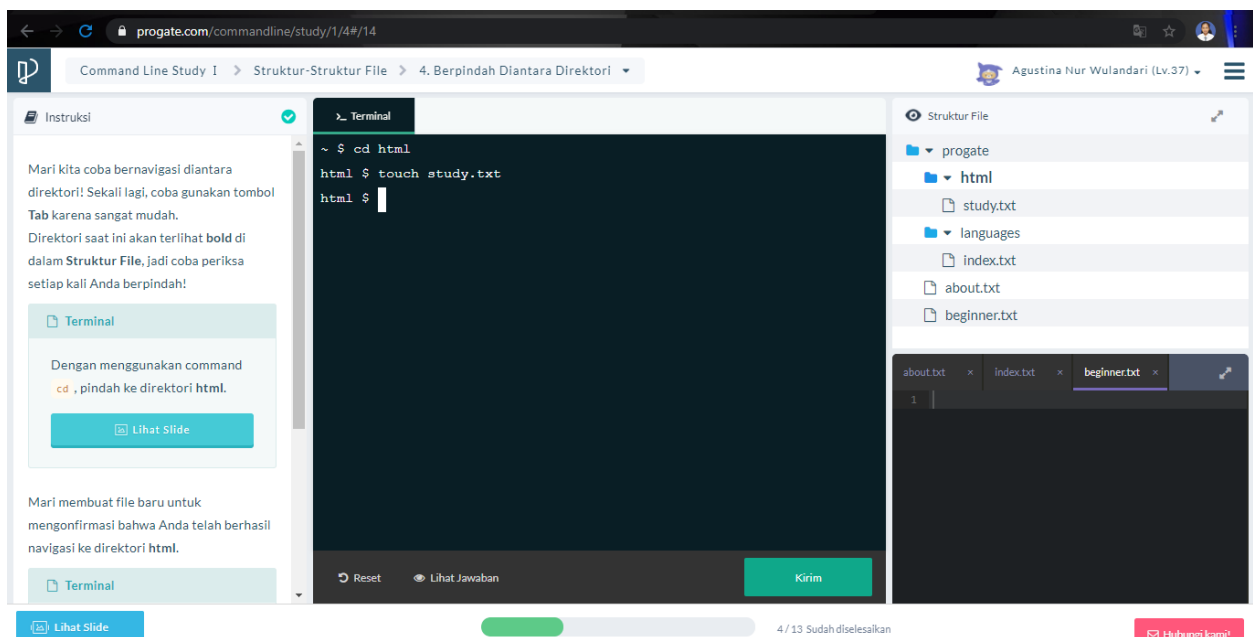 progate.com/commandline/study/1/4#/14
Command Line Study I > Struktur-Struktur File > 4. Berpindah Diantara Direktori
Agustina Nur Wulandari (Lv.37)
Instruksi
Mari kita coba bernavigasi diantara
direktori! Sekali lagi, coba gunakan tombol
Tab karena sangat mudah.
Direktori saat ini akan terlihat bold di
dalam Struktur File, jadi coba periksa
setiap kali Anda berpindah!
Terminal
Dengan menggunakan command
cd , pindah ke direktori html.
Lihat Slide
Mari membuat file baru untuk
mengonfirmasi bahwa Anda telah berhasil
navigasi ke direktori html.
Terminal
>_ Terminal
~ $ cd html
html $ touch study.txt
html $
Reset
Lihat Jawaban
Kirim
Struktur File
progate
html
study.txt
languages
index.txt
about.txt
beginner.txt
about.txt × index.txt × beginner.txt ×
1
Lihat Slide
4 / 13 Sudah diselesaikan
Hubungi kami!